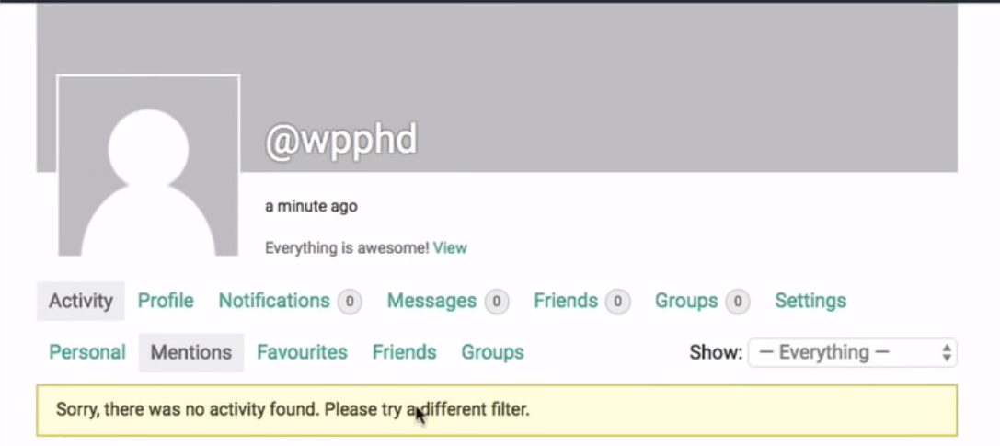 @wpphd
a minute ago
Everything is awesome! View
Activity Profile Notifications 0 Messages 0 Friends 0 Groups 0 Settings
Personal Mentions Favourites Friends Groups Show: — Everything —
Sorry, there was no activity found. Please try a different filter.